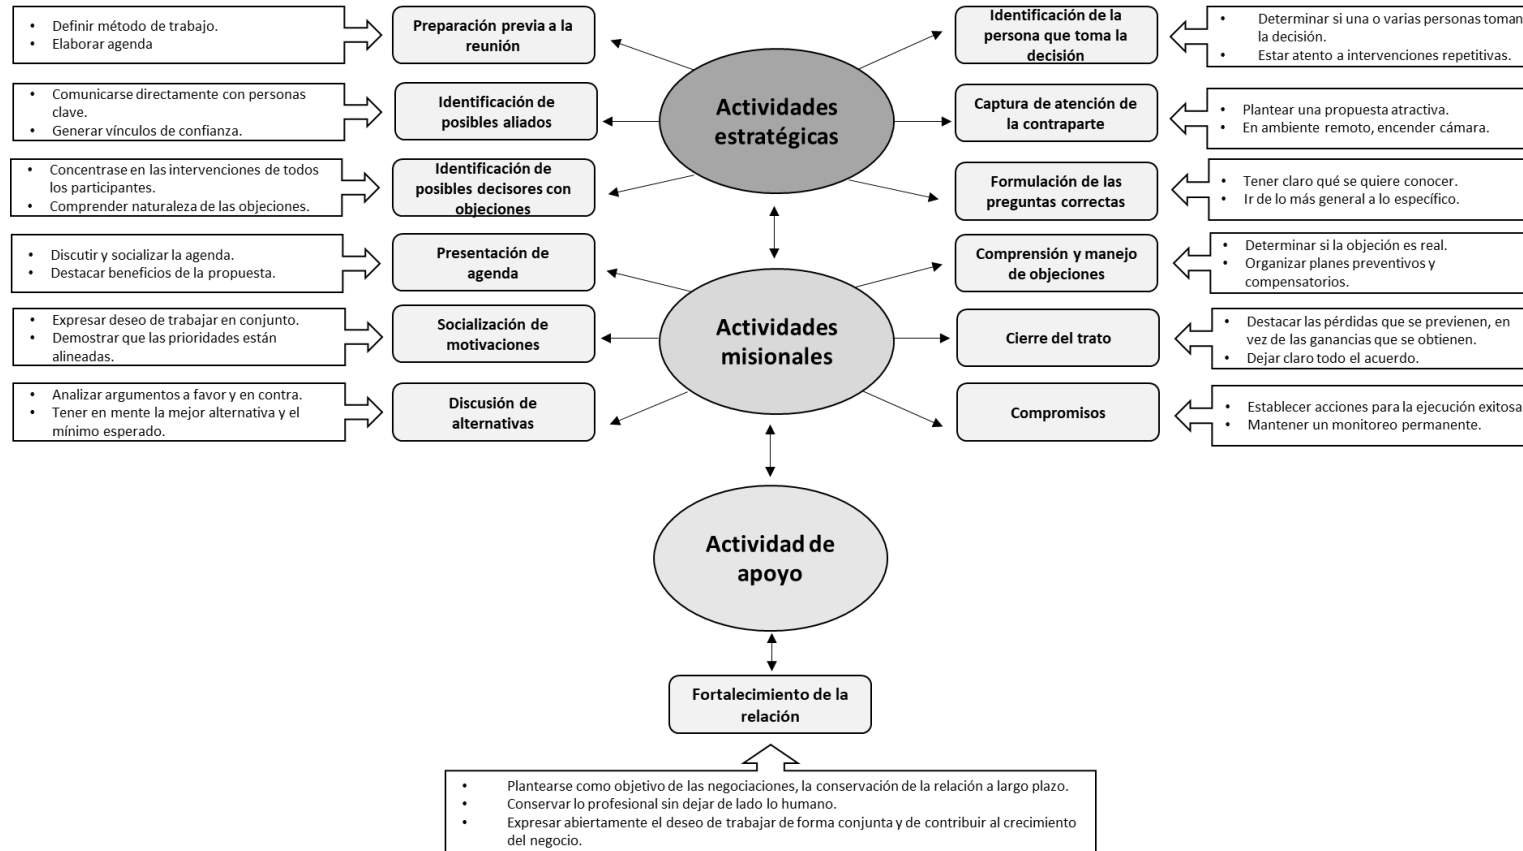 • Definir método de trabajo.
• Elaborar agenda
Preparación previa a la
reunión
Identificación de la
persona que toma la
decisión
• Determinar si una o varias personas toman
la decisión.
• Estar atento a intervenciones repetitivas.
• Comunicarse directamente con personas
clave.
• Generar vínculos de confianza.
Identificación de
posibles aliados
Actividades
estratégicas
Captura de atención de
la contraparte
• Plantear una propuesta atractiva.
• En ambiente remoto, encender cámara.
• Concentrase en las intervenciones de todos
los participantes.
• Comprender naturaleza de las objeciones.
Identificación de
posibles decisores con
objeciones
Formulación de las
preguntas correctas
• Tener claro qué se quiere conocer.
• Ir de lo más general a lo específico.
• Discutir y socializar la agenda.
• Destacar beneficios de la propuesta.
Presentación de
agenda
Comprensión y manejo
de objeciones
• Determinar si la objeción es real.
• Organizar planes preventivos y
compensatorios.
• Expresar deseo de trabajar en conjunto.
• Demostrar que las prioridades están
alineadas.
Socialización de
motivaciones
Actividades
misionales
Cierre del trato
• Destacar las pérdidas que se previenen, en
vez de las ganancias que se obtienen.
• Dejar claro todo el acuerdo.
• Analizar argumentos a favor y en contra.
• Tener en mente la mejor alternativa y el
mínimo esperado.
Discusión de
alternativas
Compromisos
• Establecer acciones para la ejecución exitosa
• Mantener un monitoreo permanente.
Actividad de
apoyo
Fortalecimiento de la
relación
• Plantearse como objetivo de las negociaciones, la conservación de la relación a largo plazo.
• Conservar lo profesional sin dejar de lado lo humano.
• Expresar abiertamente el deseo de trabajar de forma conjunta y de contribuir al crecimiento
del negocio.